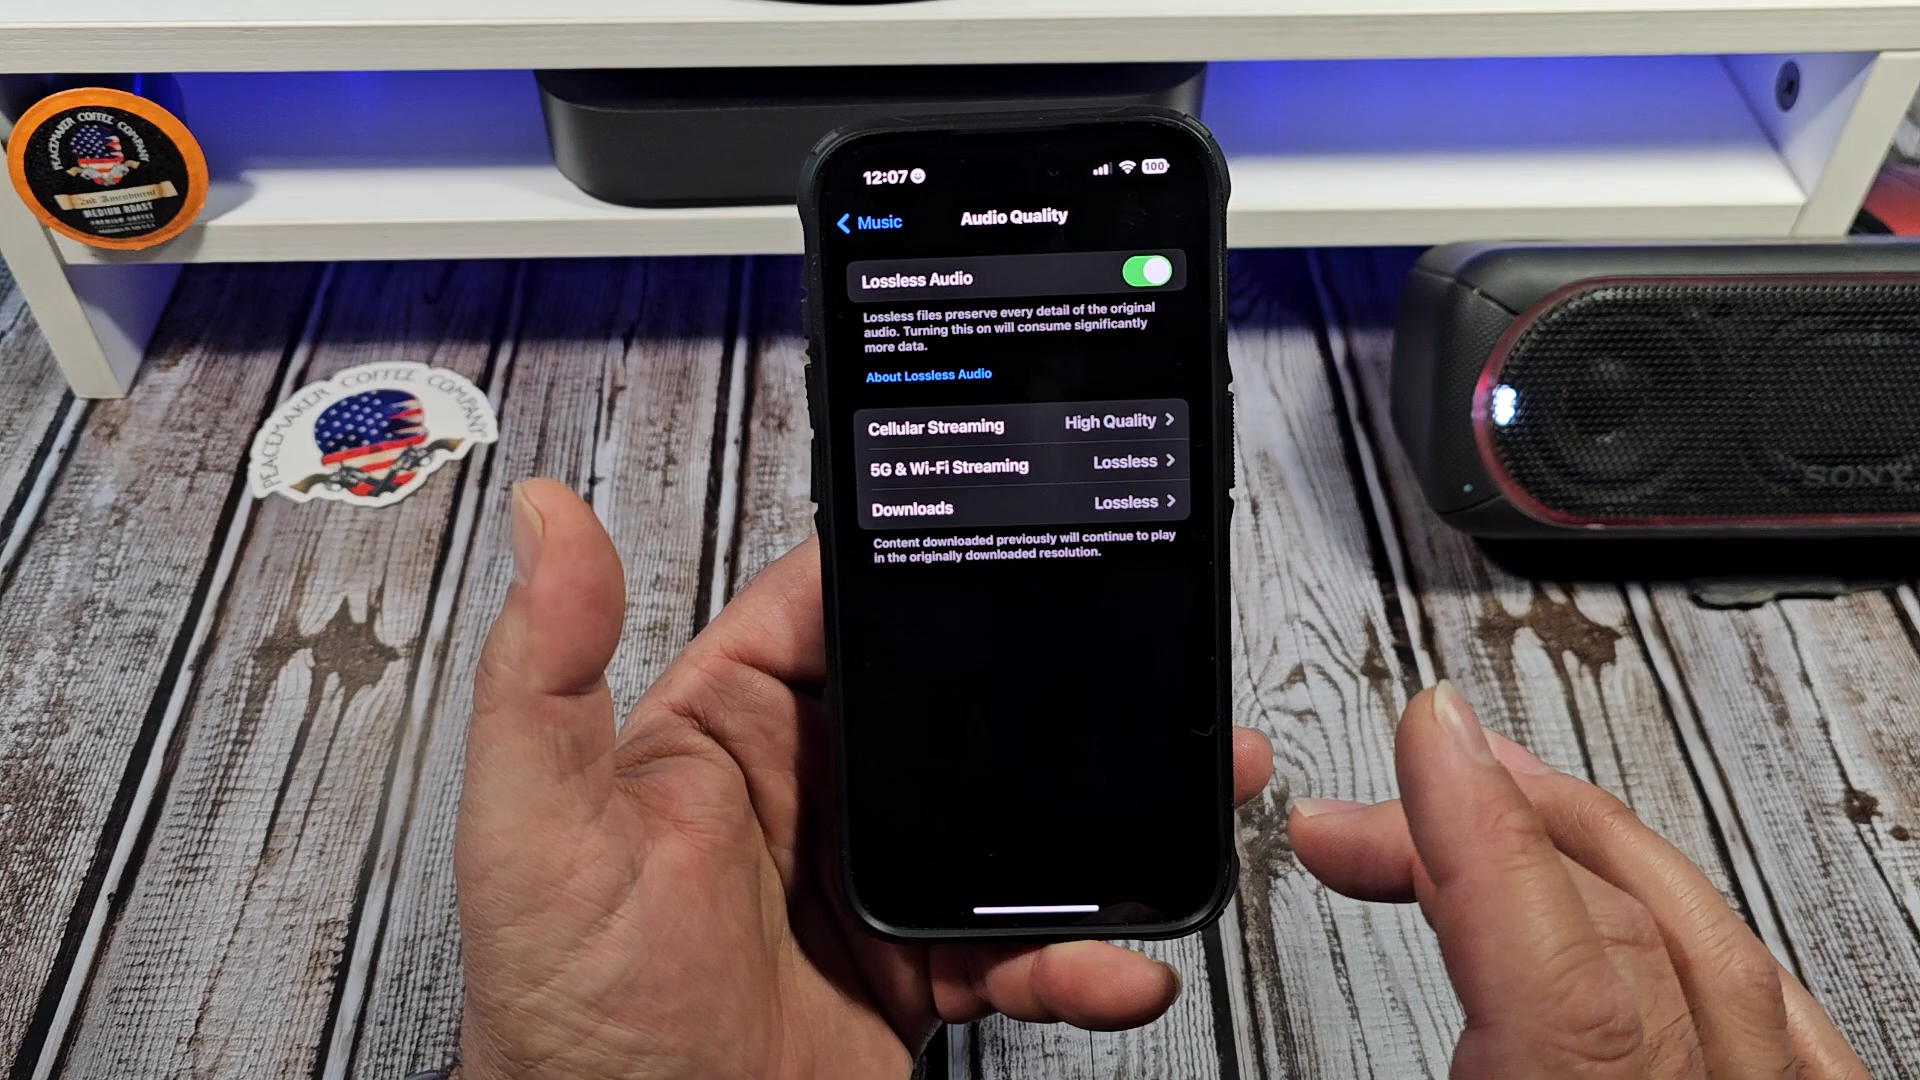 PEACEMAKER COFFEE COMPANY
2nd Amendment
MEDIUM ROAST
PREMIUM COFFEE
PEACEMAKER COFFEE COMPANY
12:07
100
Music
Audio Quality
Lossless Audio
Lossless files preserve every detail of the original
audio. Turning this on will consume significantly
more data.
About Lossless Audio
Cellular Streaming High Quality
5G & Wi-Fi Streaming Lossless
Downloads Lossless
Content downloaded previously will continue to play
in the originally downloaded resolution.
SONY